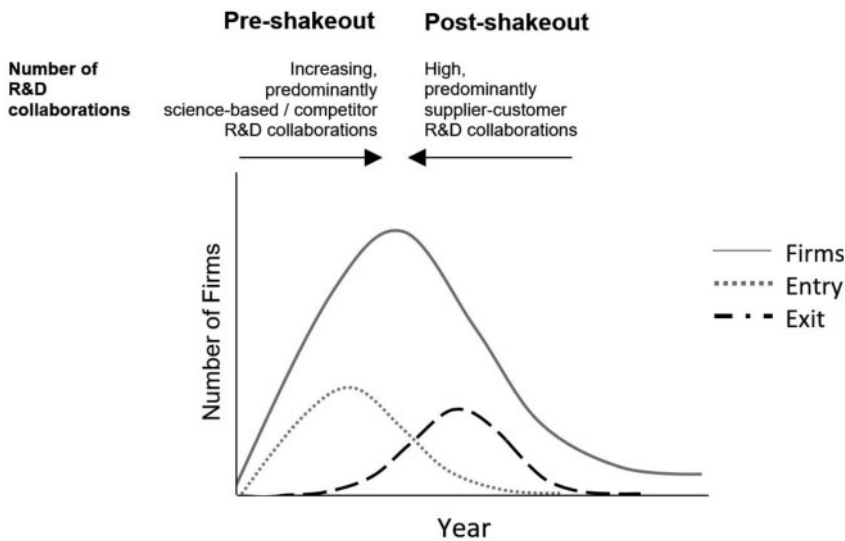 Pre-shakeout
Post-shakeout
Number of
R&D
collaborations
Increasing,
predominantly
science-based / competitor
R&D collaborations
High,
predominantly
supplier-customer
R&D collaborations
Number of Firms
Firms
Entry
Exit
Year